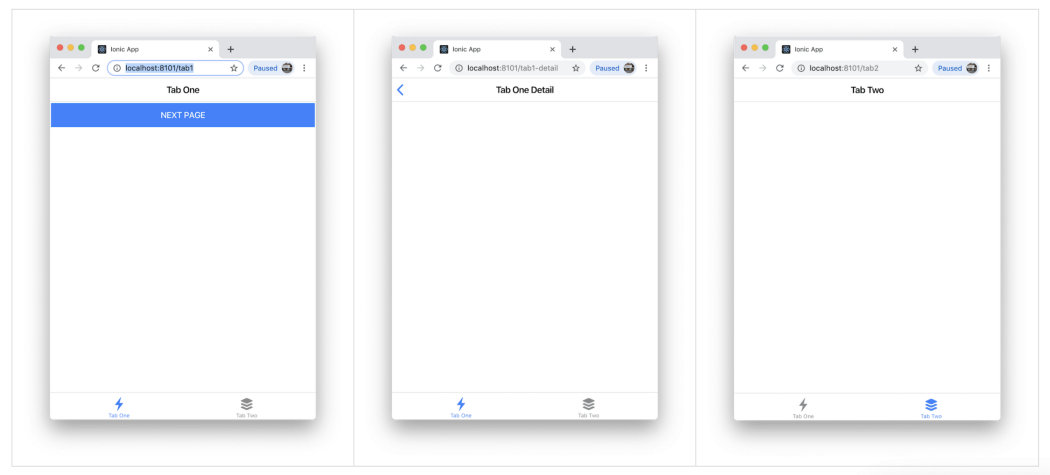 Ionic App
localhost:8101/tab1
Paused
Tab One
NEXT PAGE
Tab One
Tab Two
Ionic App
localhost:8101/tab1-detail
Paused
Tab One Detail
Tab One
Tab Two
Ionic App
localhost:8101/tab2
Paused
Tab Two
Tab One
Tab Two